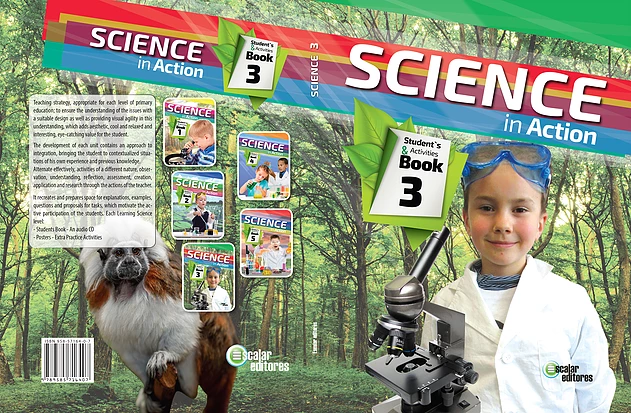 SCIENCE
in Action
Student's
& Activities
Book
3
Teaching strategy, appropriate for each level of primary
education; to ensure the understanding of the issues with
a suitable design as well as providing visual agility in this
understanding, which adds aesthetic, cool and relaxed and
interesting, eye-catching value for the student.
The development of each unit contains an approach to
integration, bringing the student to contextualized situa-
tions of his own experience and previous knowledge.
Alternate effectively, activities of a different nature; obser-
vation, understanding, reflection, assessment, creation,
application and research through the actions of the teacher.
It recreates and prepares space for explanations, examples,
questions and proposals for tasks, which motivate the ac-
tive participation of the students. Each Learning Science
level:
- Students Book - An audio CD
- Posters - Extra Practice Activities
SCIENCE
SCIENCE
SCIENCE
SCIENCE
SCIENCE
Escalar
editores
SCIENCE 3
Escalar editores
SCIENCE
in Action
Student's
& Activities
Book
3
Escalar
editores